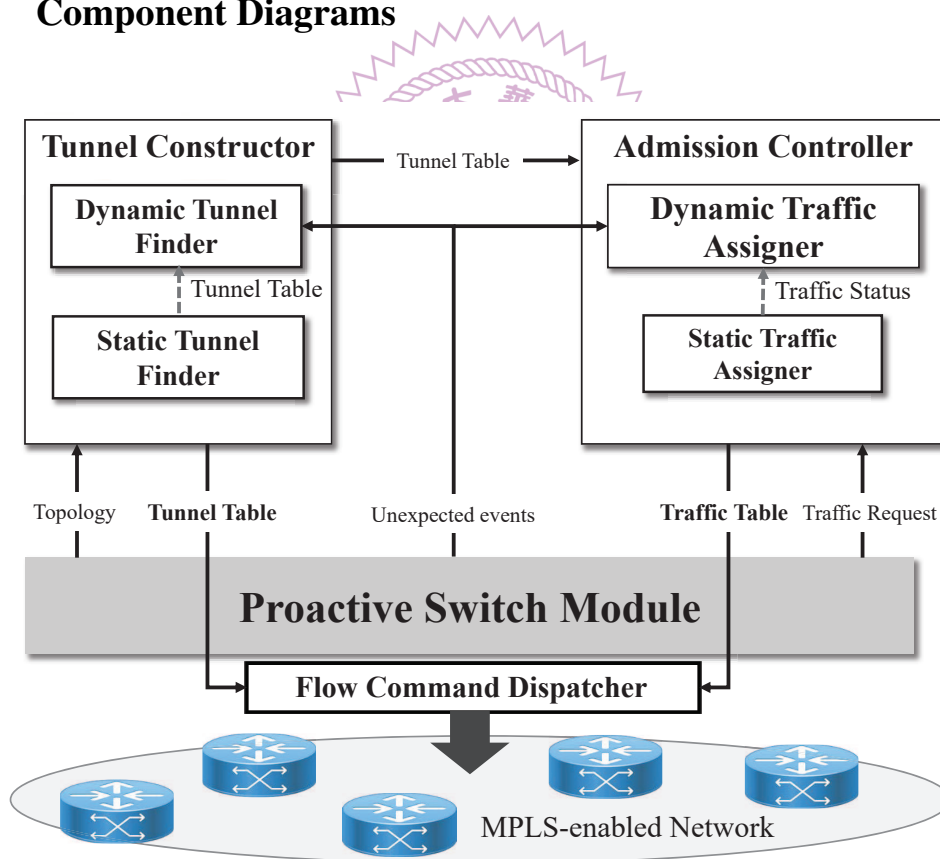 Component Diagrams
大 華
Tunnel Constructor
Tunnel Table
Admission Controller
Dynamic Tunnel
Finder
Dynamic Traffic
Assigner
Tunnel Table
Traffic Status
Static Tunnel
Finder
Static Traffic
Assigner
Topology
Tunnel Table
Unexpected events
Traffic Table
Traffic Request
Proactive Switch Module
Flow Command Dispatcher
MPLS-enabled Network